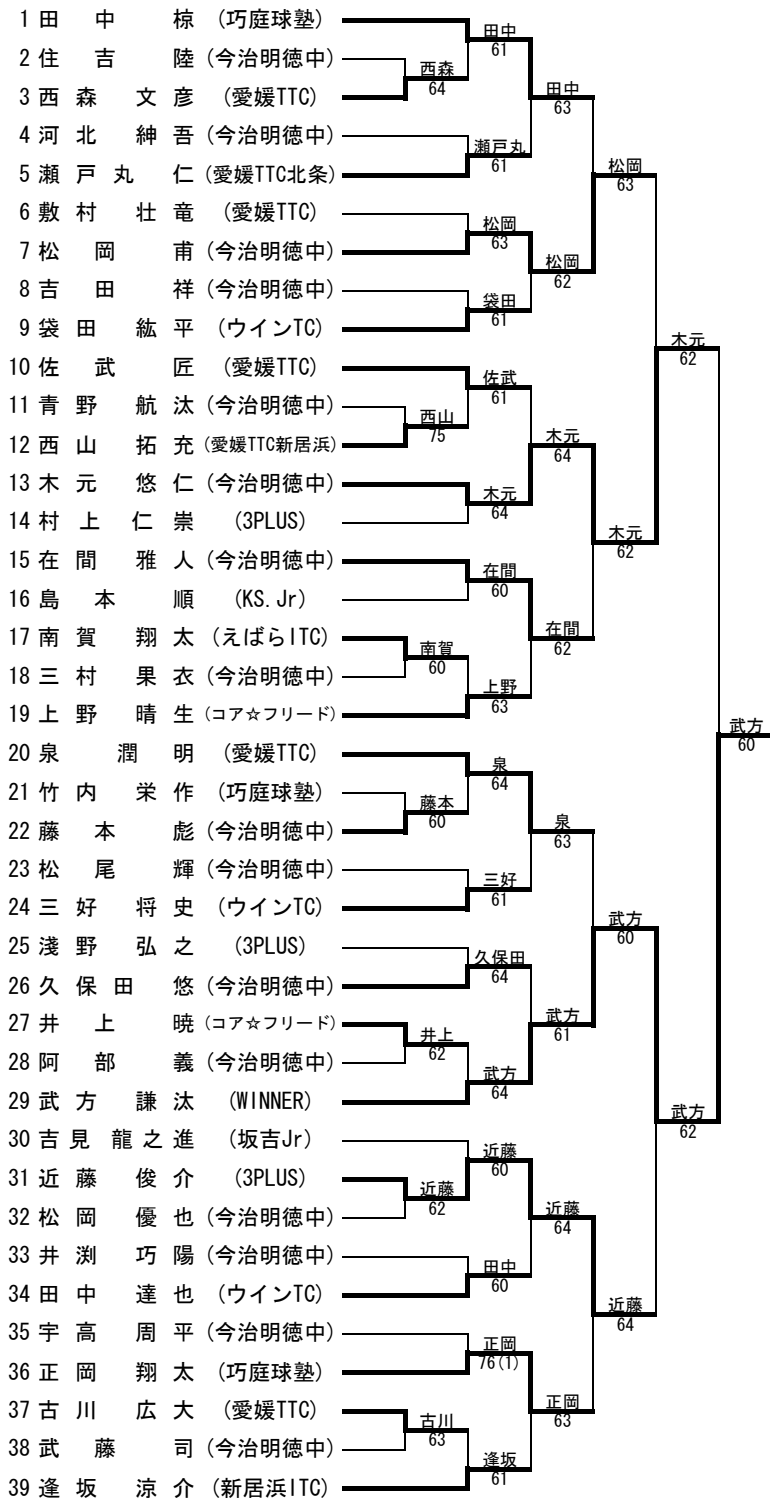 1 田中 椋 (巧庭球塾)
2 住吉 陸 (今治明徳中)
3 西森 文彦 (愛媛TTC)
4 河北 紳吾 (今治明徳中)
5 瀬戸丸 仁 (愛媛TTC北条)
6 敷村 壮竜 (愛媛TTC)
7 松岡 甫 (今治明徳中)
8 吉田 祥 (今治明徳中)
9 袋田 紘平 (ウインTC)
10 佐武 匠 (愛媛TTC)
11 青野 航汰 (今治明徳中)
12 西山 拓充 (愛媛TTC新居浜)
13 木元 悠仁 (今治明徳中)
14 村上 仁崇 (3PLUS)
15 在間 雅人 (今治明徳中)
16 島本 順 (KS.Jr)
17 南賀 翔太 (えばらITC)
18 三村 果衣 (今治明徳中)
19 上野 晴生 (コア☆フリード)
20 泉 潤明 (愛媛TTC)
21 竹内 栄作 (巧庭球塾)
22 藤本 彪 (今治明徳中)
23 松尾 輝 (今治明徳中)
24 三好 将史 (ウインTC)
25 淺野 弘之 (3PLUS)
26 久保田 悠 (今治明徳中)
27 井上 暁 (コア☆フリード)
28 阿部 義 (今治明徳中)
29 武方 謙汰 (WINNER)
30 吉見 龍之進 (坂吉Jr)
31 近藤 俊介 (3PLUS)
32 松岡 優也 (今治明徳中)
33 井渕 巧陽 (今治明徳中)
34 田中 達也 (ウインTC)
35 宇高 周平 (今治明徳中)
36 正岡 翔太 (巧庭球塾)
37 古川 広大 (愛媛TTC)
38 武藤 司 (今治明徳中)
39 逢坂 涼介 (新居浜ITC)
西森
64
西山
75
南賀
60
藤本
60
井上
62
近藤
62
古川
63
田中
61
瀬戸丸
61
松岡
63
袋田
61
佐武
61
木元
64
在間
60
上野
63
泉
64
三好
61
久保田
64
武方
64
近藤
60
田中
60
正岡
76(1)
逢坂
61
田中
63
松岡
62
木元
64
在間
62
泉
63
武方
61
近藤
64
正岡
63
松岡
63
木元
62
武方
60
近藤
64
木元
62
武方
62
武方
60